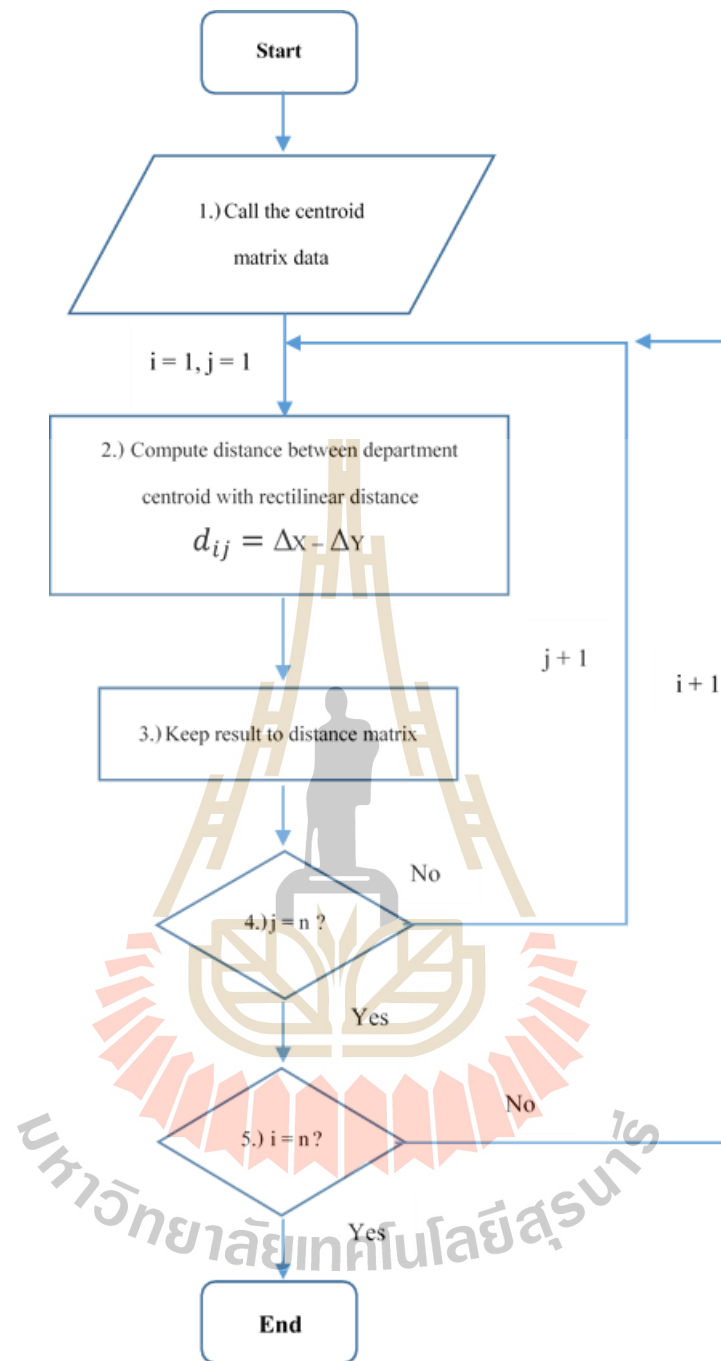 Start
1.) Call the centroid
matrix data
i = 1, j = 1
2.) Compute distance between department
centroid with rectilinear distance
d_{ij} = ΔX – ΔY
j + 1
i + 1
3.) Keep result to distance matrix
No
4.) j = n ?
Yes
No
5.) i = n ?
Yes
มหาวิทยาลัยเทคโนโลยีสุรนารี
End